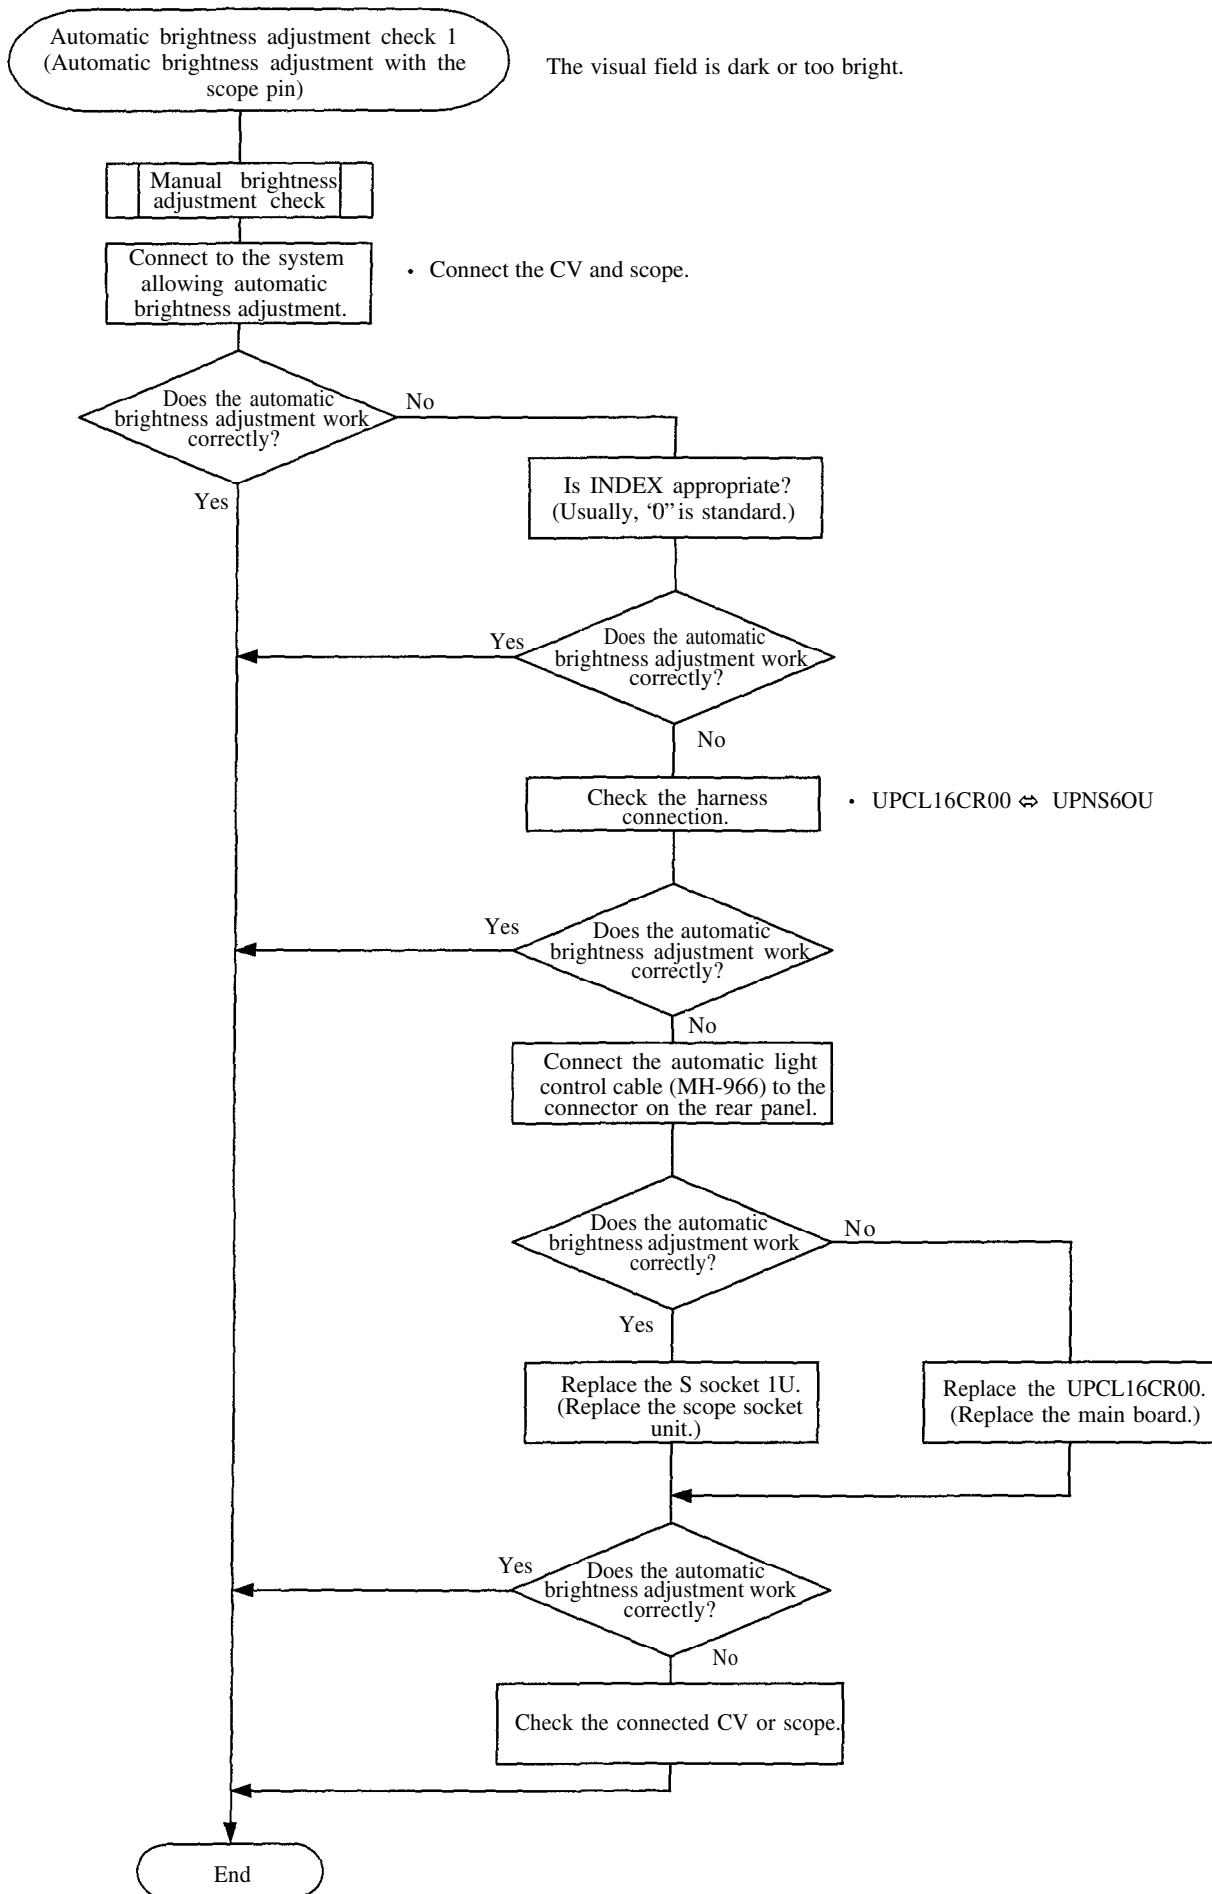 Automatic brightness adjustment check 1
(Automatic brightness adjustment with the
scope pin)
The visual field is dark or too bright.
Manual brightness
adjustment check
Connect to the system
allowing automatic
brightness adjustment.
• Connect the CV and scope.
Does the automatic
brightness adjustment work
correctly?
No
Yes
Is INDEX appropriate?
(Usually, ‘0” is standard.)
Does the automatic
brightness adjustment work
correctly?
Yes
No
Check the harness
connection.
• UPCL16CR00 ⇔ UPNS6OU
Does the automatic
brightness adjustment work
correctly?
Yes
No
Connect the automatic light
control cable (MH-966) to the
connector on the rear panel.
Does the automatic
brightness adjustment work
correctly?
No
Yes
Replace the S socket 1U.
(Replace the scope socket
unit.)
Replace the UPCL16CR00.
(Replace the main board.)
Does the automatic
brightness adjustment work
correctly?
Yes
No
Check the connected CV or scope.
End